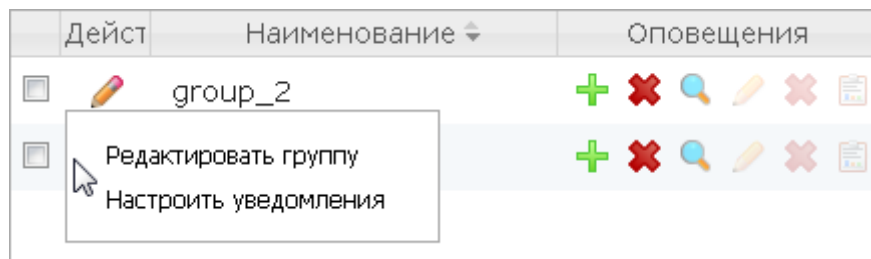 Дейст Наименование Оповещения
group_2
Редактировать группу
Настроить уведомления